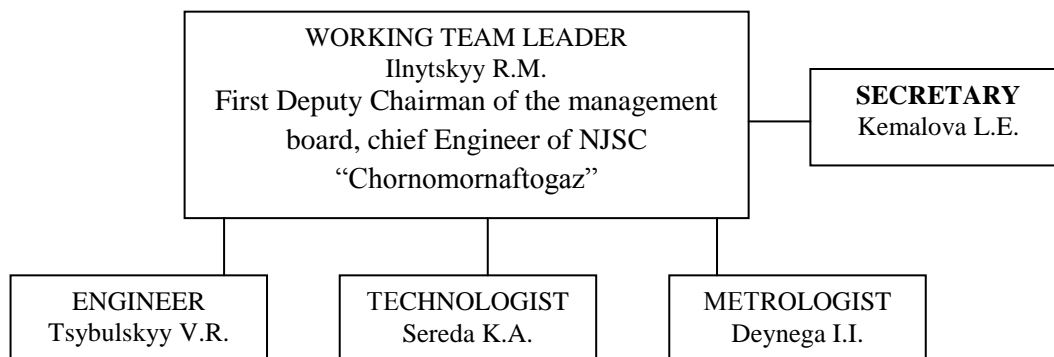 WORKING TEAM LEADER
Ilnytskyy R.M.
First Deputy Chairman of the management
board, chief Engineer of NJSC
“Chornomornaftogaz”
SECRETARY
Kemalova L.E.
ENGINEER
Tsybulskyy V.R.
TECHNOLOGIST
Sereda K.A.
METROLOGIST
Deynega I.I.